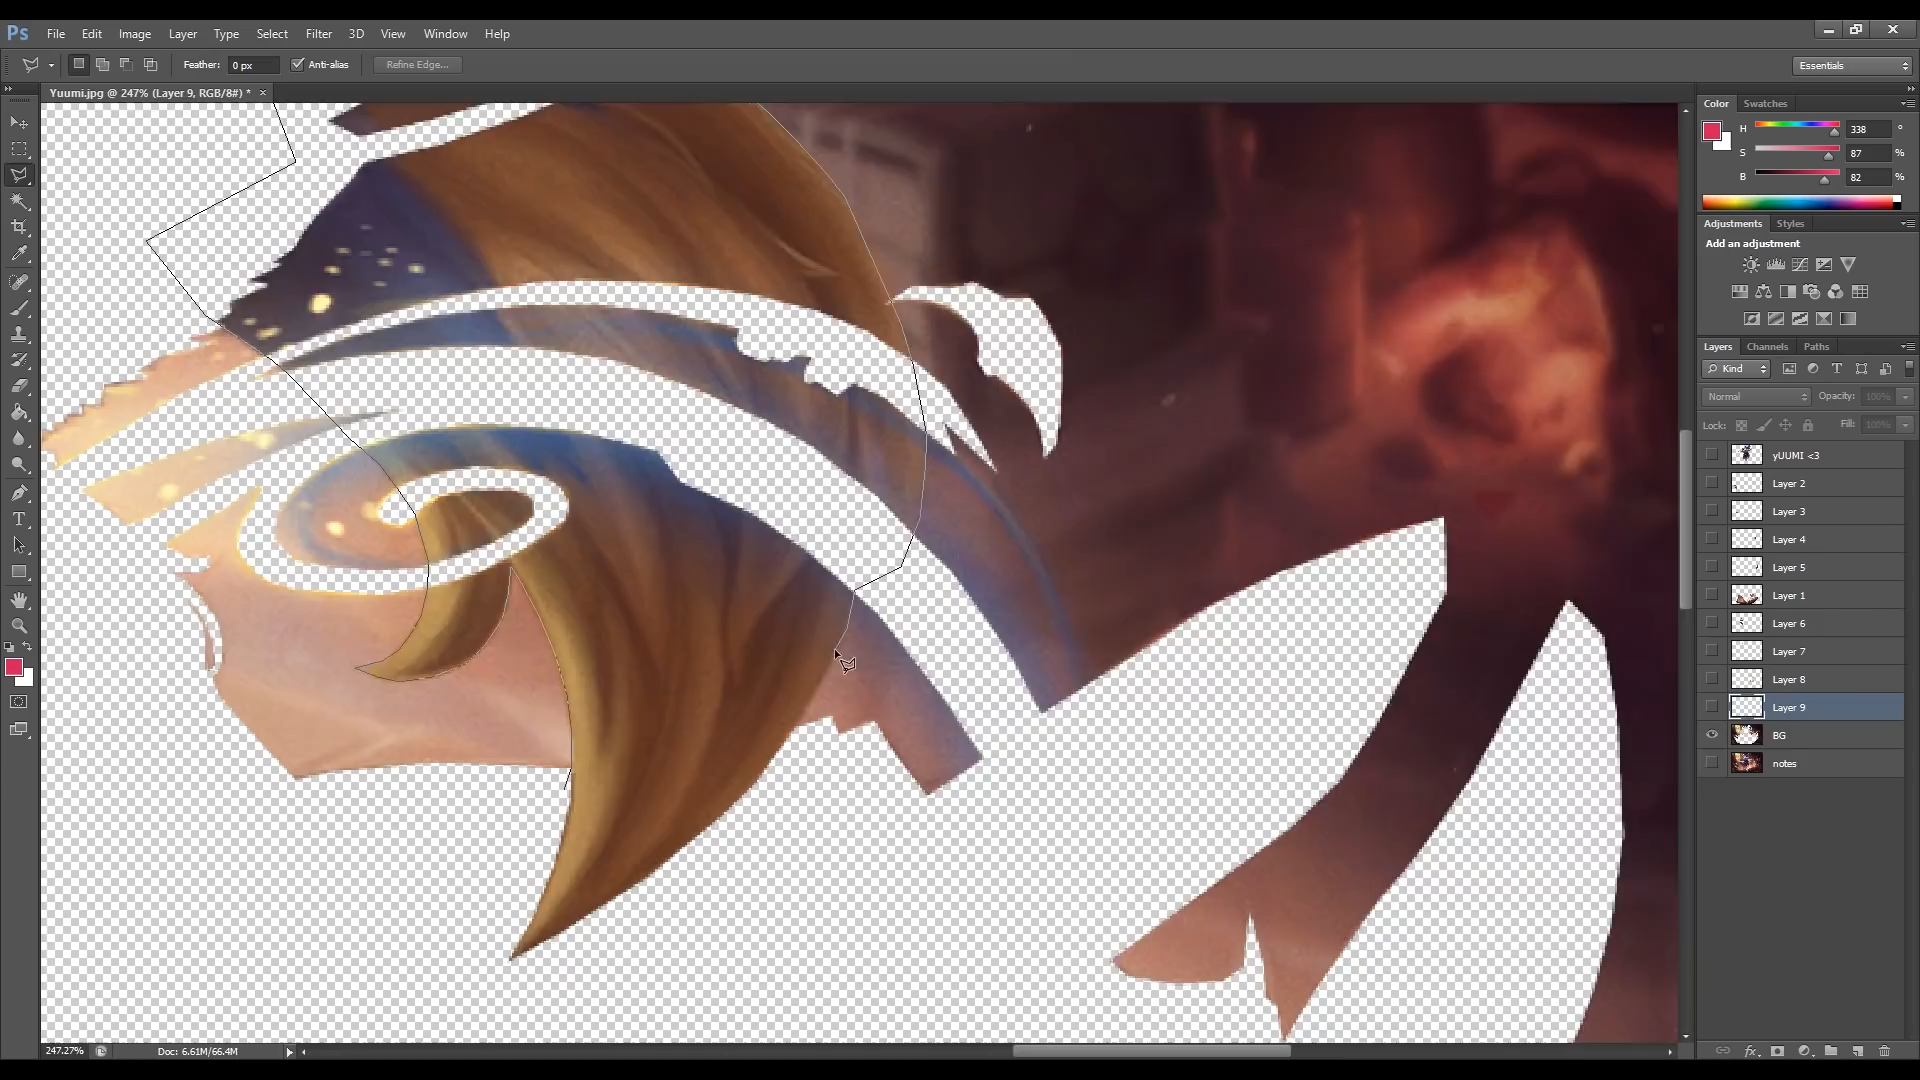 Ps File Edit Image Layer Type Select Filter 3D View Window Help
Feather: 0 px Anti-alias Refine Edge... Essentials
Yuumi.jpg @ 247% (Layer 9, RGB/8#) * ×
Color Swatches
H 338 °
S 87 %
B 82 %
Adjustments Styles
Add an adjustment
Layers Channels Paths
Kind
Normal Opacity: 100%
Lock: Fill: 100%
yUUMI <3
Layer 2
Layer 3
Layer 4
Layer 5
Layer 1
Layer 6
Layer 7
Layer 8
Layer 9
BG
notes
247.27% Doc: 6.61M/66.4M